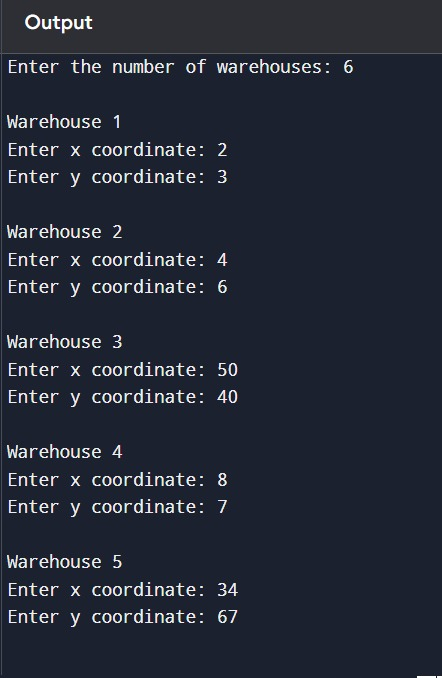 Output
Enter the number of warehouses: 6
Warehouse 1
Enter x coordinate: 2
Enter y coordinate: 3
Warehouse 2
Enter x coordinate: 4
Enter y coordinate: 6
Warehouse 3
Enter x coordinate: 50
Enter y coordinate: 40
Warehouse 4
Enter x coordinate: 8
Enter y coordinate: 7
Warehouse 5
Enter x coordinate: 34
Enter y coordinate: 67